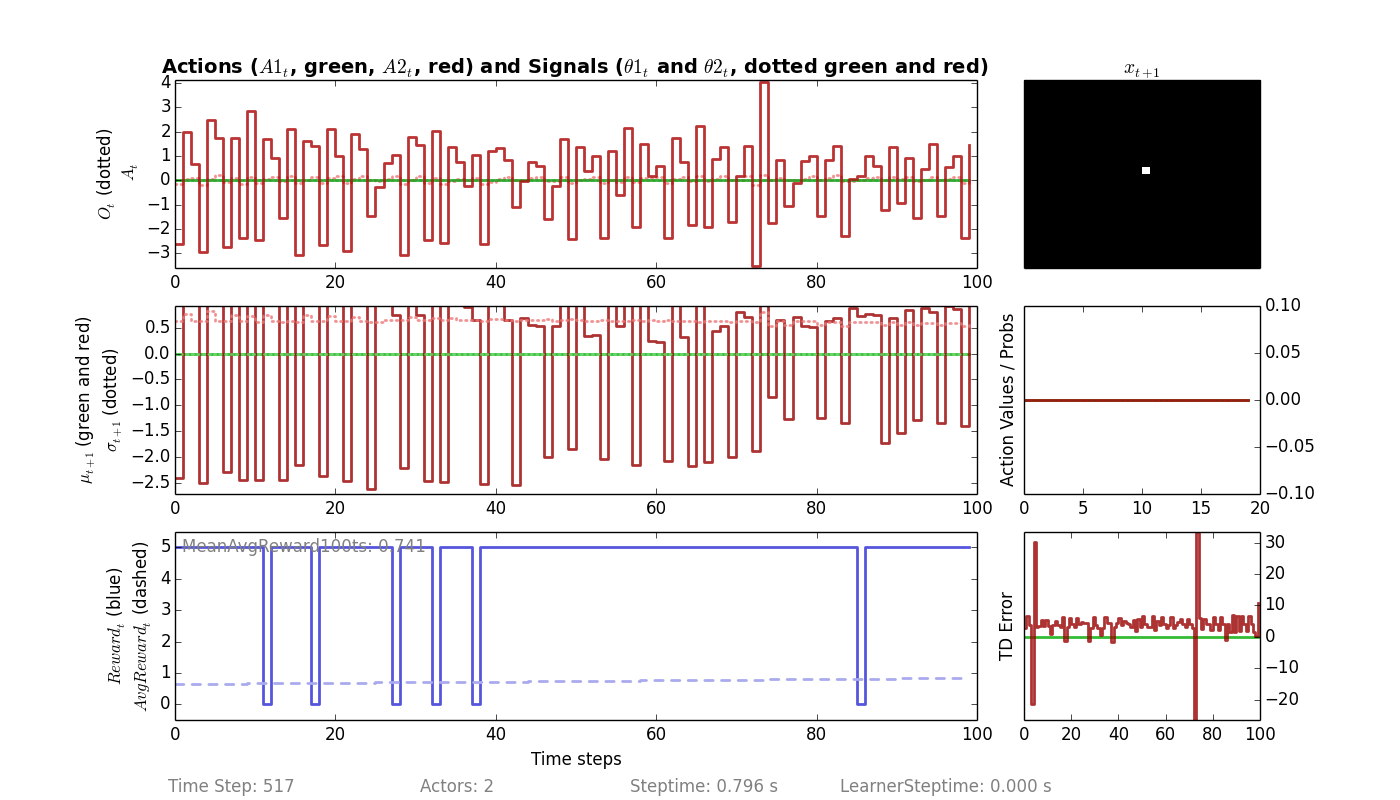 Actions (A1_t, green, A2_t, red) and Signals (θ1_t and θ2_t, dotted green and red)
x_{t+1}
O_t (dotted)
A_t
4
3
2
1
0
−1
−2
−3
0 20 40 60 80 100
μ_{t+1} (green and red)
σ_{t+1} (dotted)
0.5
0.0
−0.5
−1.0
−1.5
−2.0
−2.5
0 20 40 60 80 100
Action Values / Probs
0.10
0.05
0.00
−0.05
−0.10
0 5 10 15 20
Reward_t (blue)
AvgReward_t (dashed)
MeanAvgReward100ts: 0.741
5
4
3
2
1
0
0 20 40 60 80 100
Time steps
TD Error
30
20
10
0
−10
−20
0 20 40 60 80 100
Time Step: 517 Actors: 2 Steptime: 0.796 s LearnerSteptime: 0.000 s